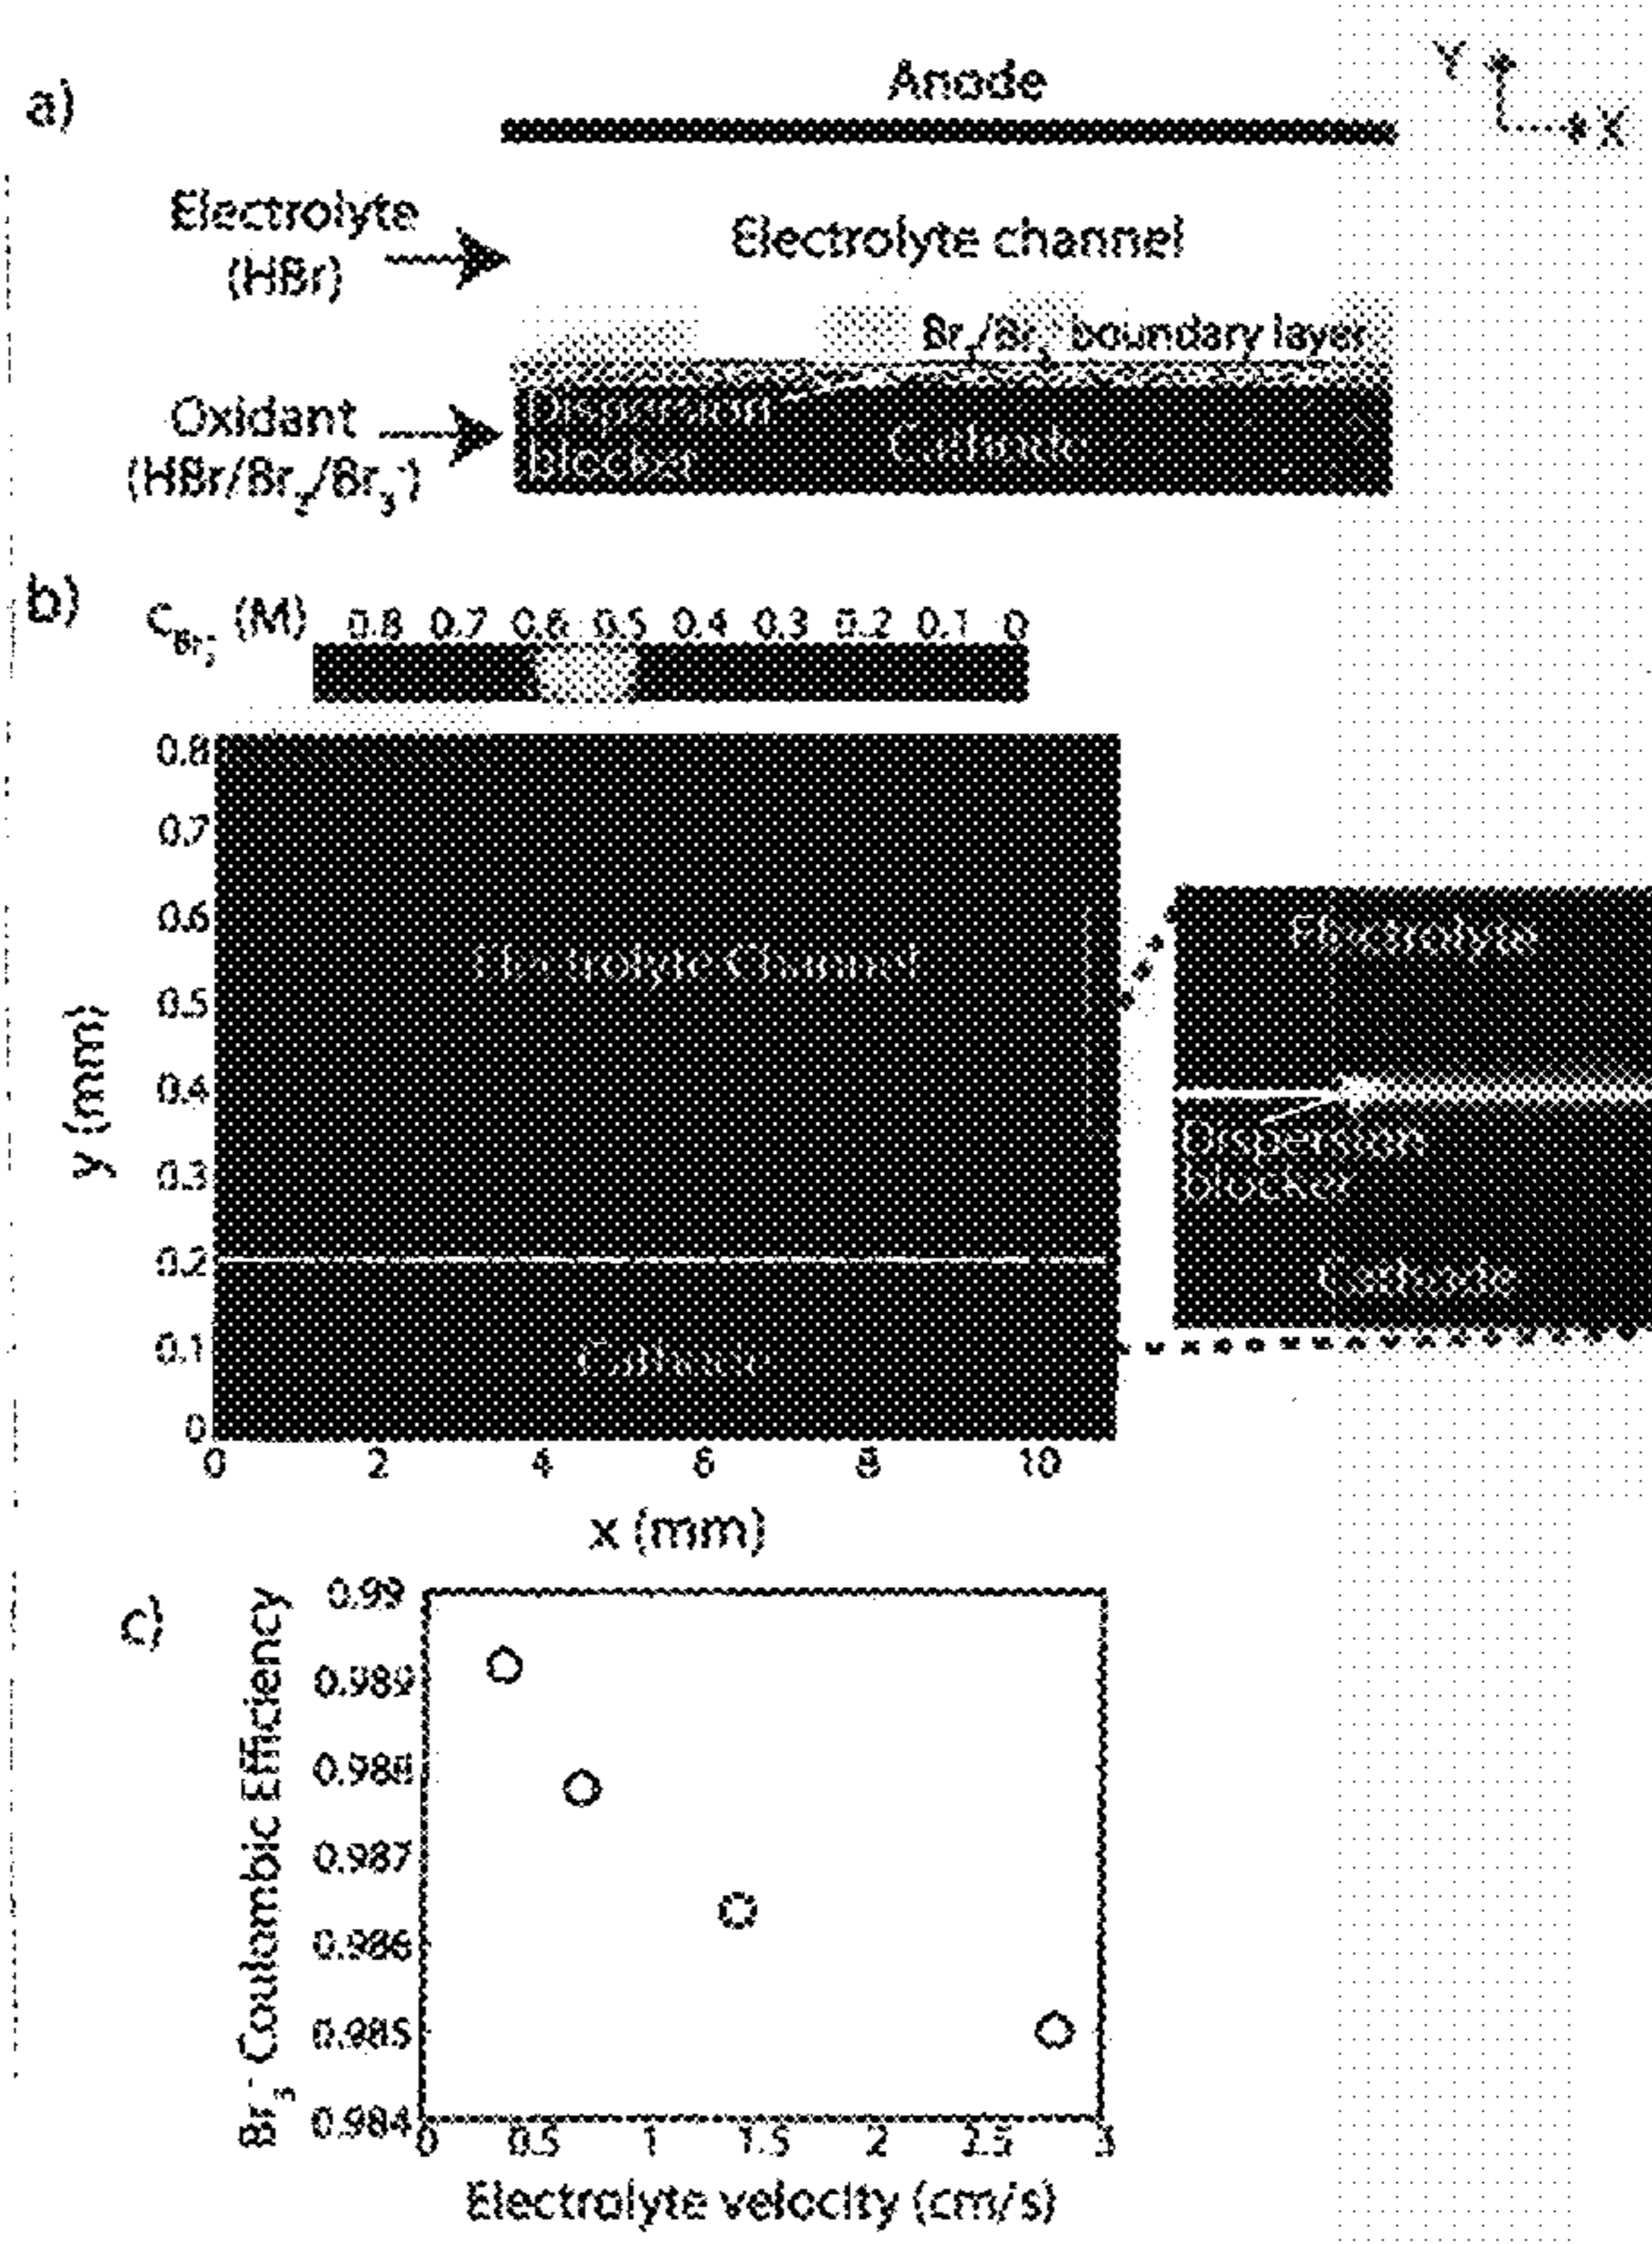 a)
Anode
Y
X
Electrolyte
(HBr)
Electrolyte channel
boundary layer
Oxidant
(HBr/Br₂/Br₃⁻)
Dispersion
blocker
Cathode
b)
(M) 0.8 0.7 0.6 0.5 0.4 0.3 0.2 0.1 0
0.8
0.7
0.6
0.5
0.4
0.3
0.2
0.1
0
y (mm)
Electrolyte Channel
Cathode
Electrolyte
Dispersion
blocker
Cathode
0 2 4 6 8 10
x (mm)
c)
Br₃⁻ Coulombic Efficiency
0.99
0.989
0.988
0.987
0.986
0.985
0.984
0 0.5 1 1.5 2 2.5 3
Electrolyte velocity (cm/s)